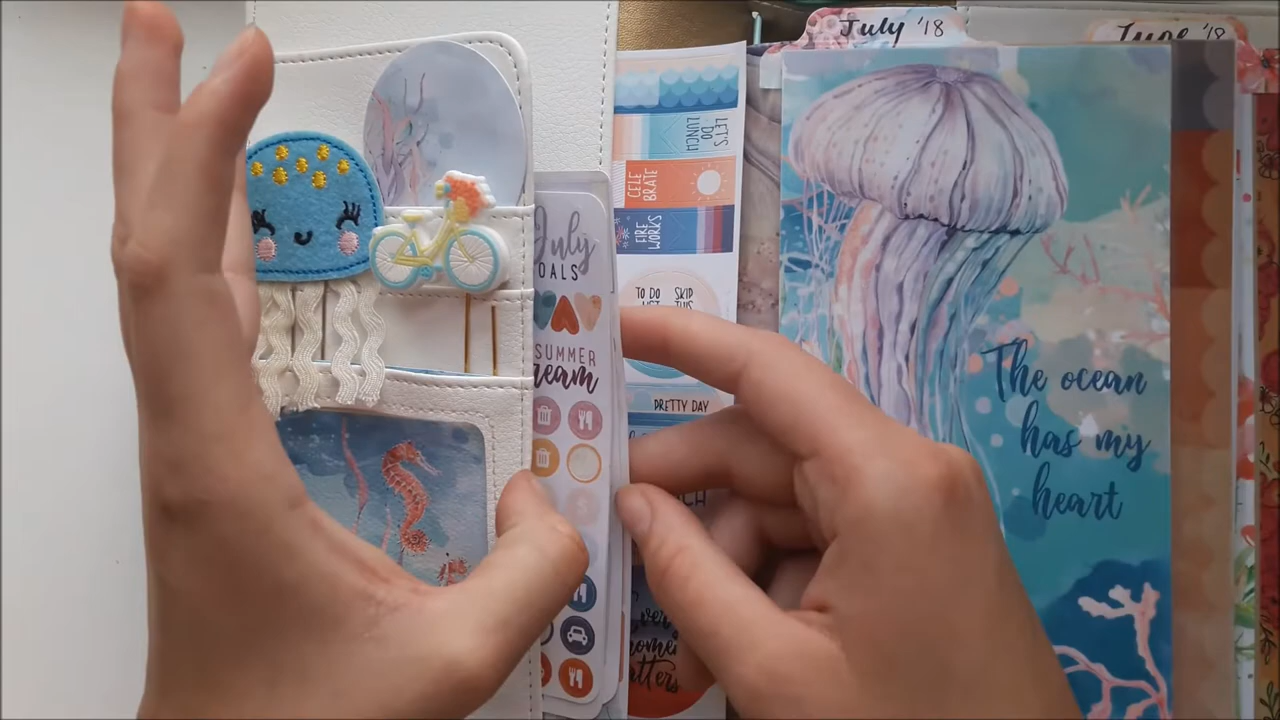 July '18
June '18
LET'S
DO
LUNCH
CELE
BRATE
FIRE
WORKS
July
GOALS
TO DO
LIST
SKIP
THIS
SUMMER
PRETTY DAY
The ocean
has my
heart